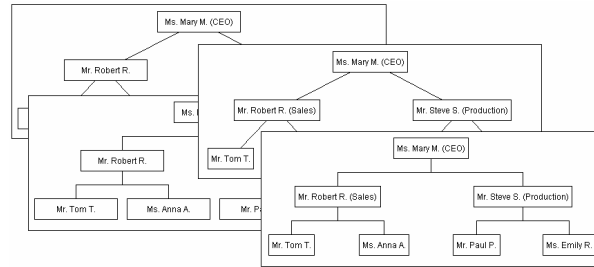 Ms. Mary M. (CEO)
Mr. Robert R.
Ms.
Mr. Robert R.
Mr. Tom T.
Ms. Anna A.
Ms. Mary M. (CEO)
Mr. Robert R. (Sales)
Mr. Steve S. (Production)
Mr. Tom T.
Ms. Mary M. (CEO)
Mr. Robert R. (Sales)
Mr. Steve S. (Production)
Mr. Tom T.
Ms. Anna A.
Mr. Paul P.
Ms. Emily R.